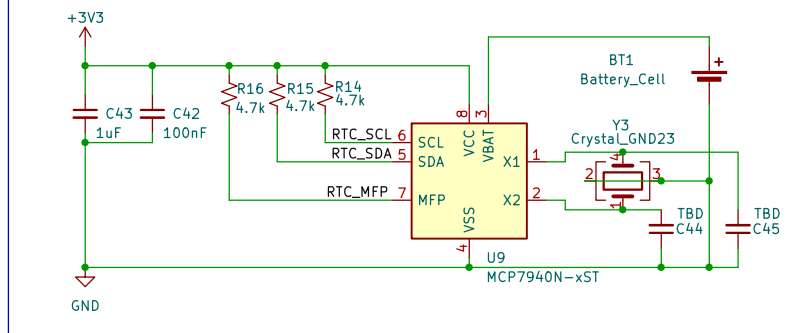 +3V3
BT1
Battery_Cell
+
C43
1uF
C42
100nF
R16
4.7k
R15
4.7k
R14
4.7k
Y3
Crystal_GND23
RTC_SCL 6 SCL
RTC_SDA 5 SDA
RTC_MFP 7 MFP
8 VCC
3 VBAT
X1 1
X2 2
VSS
4
4
2
3
1
TBD
C44
TBD
C45
U9
MCP7940N-xST
GND